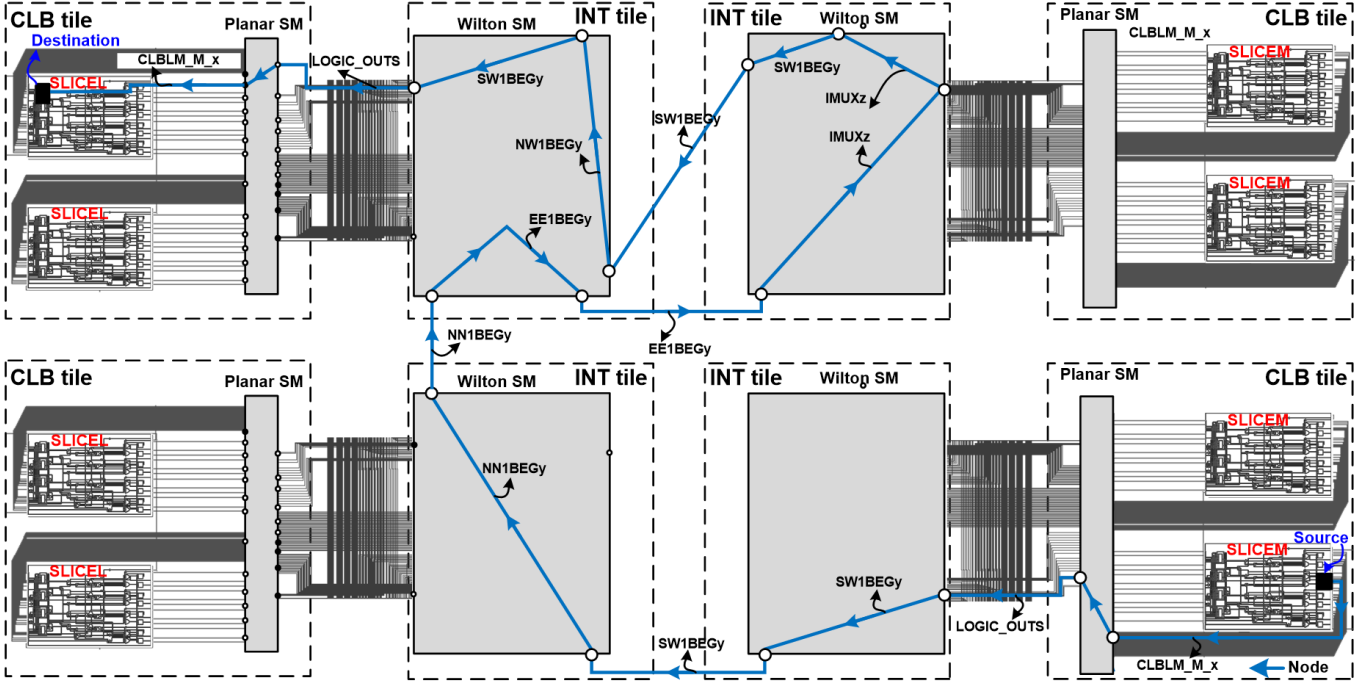 CLB tile
Planar SM
Destination
CLBLM_M_x
SLICEL
SLICEL
LOGIC_OUTS
Wilton SM
INT tile
SW1BEGy
NW1BEGy
EE1BEGy
SW1BEGy
INT tile
Wilton SM
SW1BEGy
IMUXz
IMUXz
Planar SM
CLB tile
CLBLM_M_x
SLICEM
SLICEM
NN1BEGy
EE1BEGy
CLB tile
Planar SM
SLICEL
SLICEL
Wilton SM
INT tile
NN1BEGy
SW1BEGy
INT tile
Wilton SM
SW1BEGy
LOGIC_OUTS
Planar SM
CLB tile
SLICEM
Source
SLICEM
CLBLM_M_x
Node